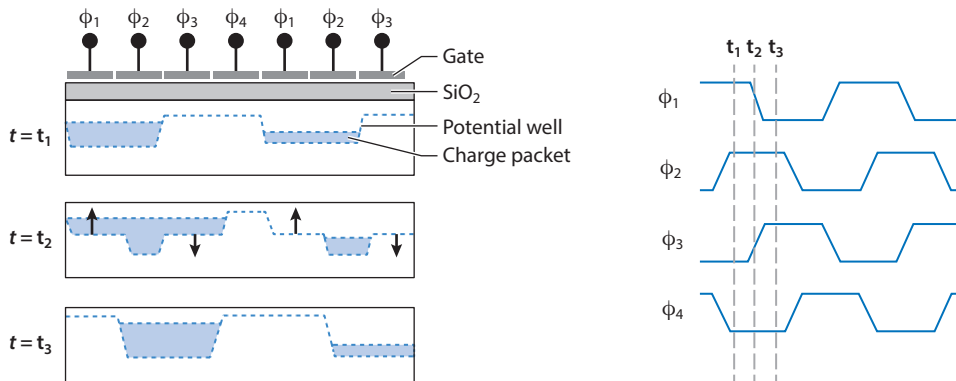 ϕ1 ϕ2 ϕ3 ϕ4 ϕ1 ϕ2 ϕ3
Gate
SiO2
Potential well
Charge packet
t = t1
t = t2
t = t3
t1 t2 t3
ϕ1
ϕ2
ϕ3
ϕ4